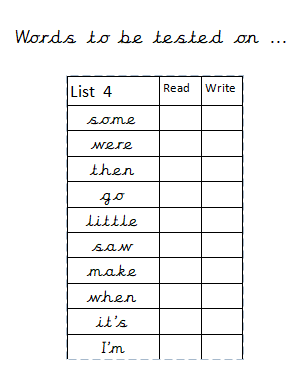 Words to be tested on ...
List 4 Read Write
some
were
then
go
little
saw
make
when
it's
I'm